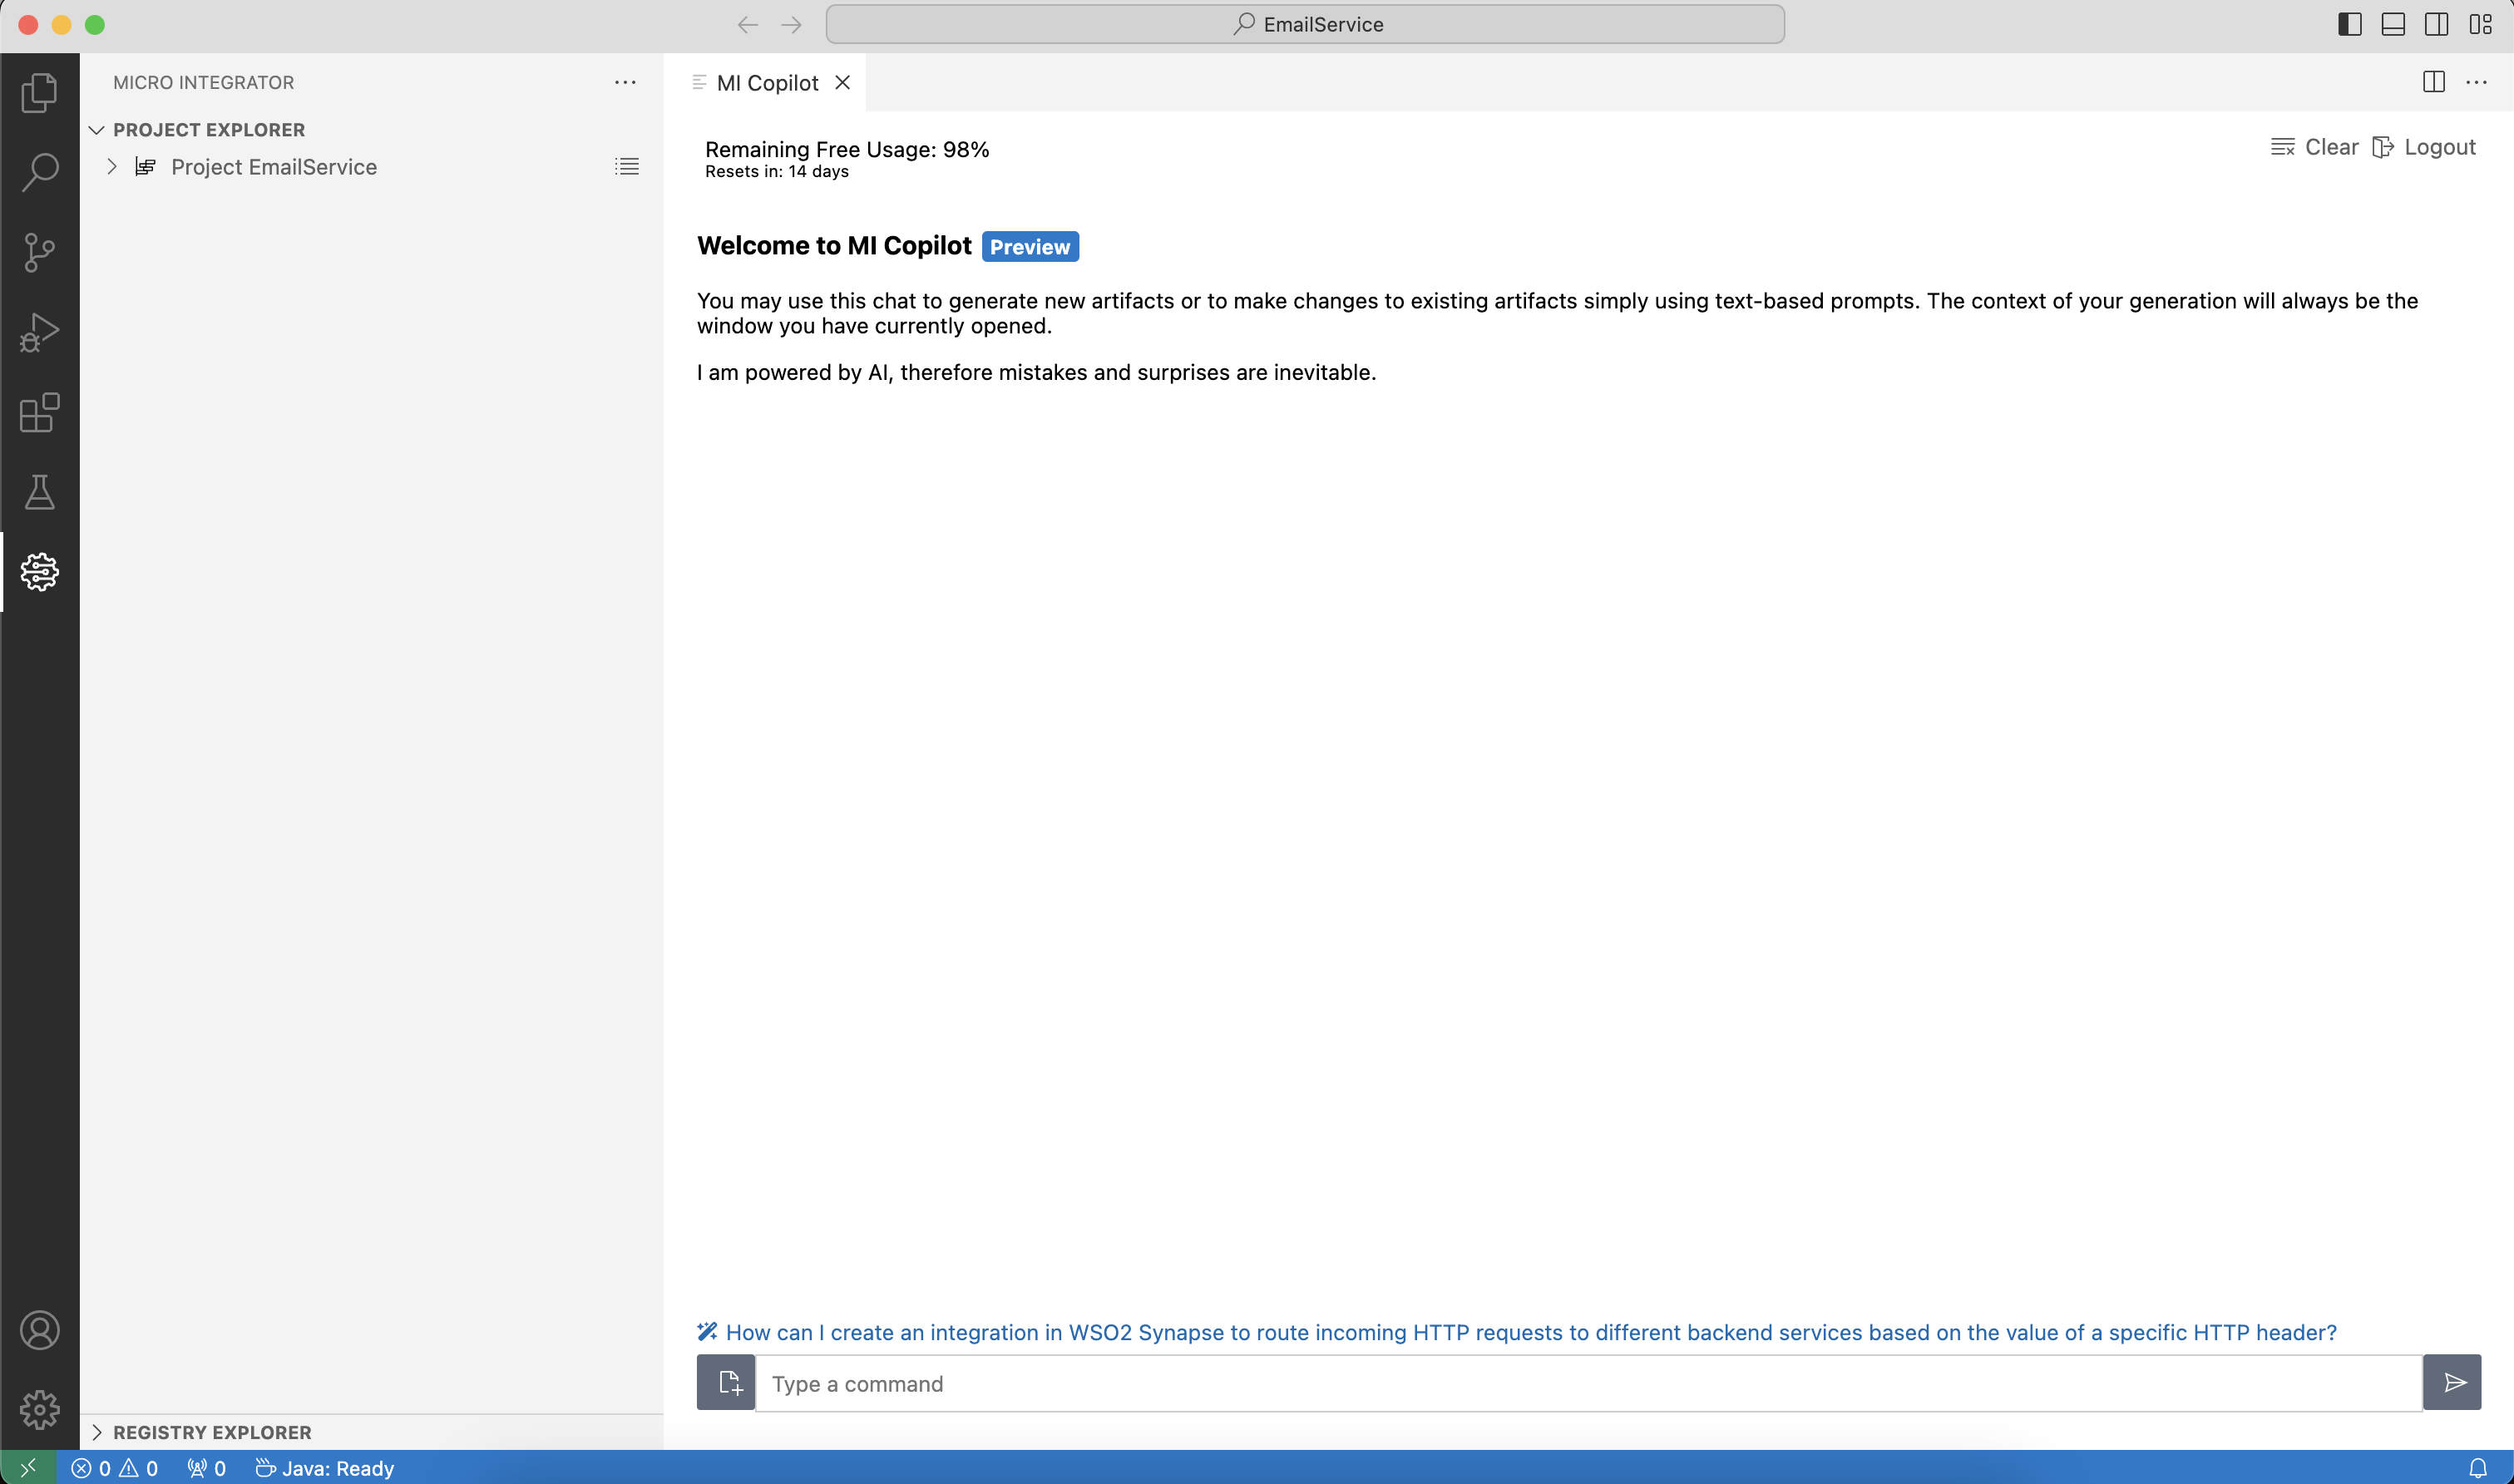 EmailService
MICRO INTEGRATOR
PROJECT EXPLORER
Project EmailService
MI Copilot
Remaining Free Usage: 98%
Resets in: 14 days
Clear
Logout
Welcome to MI Copilot Preview
You may use this chat to generate new artifacts or to make changes to existing artifacts simply using text-based prompts. The context of your generation will always be the
window you have currently opened.
I am powered by AI, therefore mistakes and surprises are inevitable.
How can I create an integration in WSO2 Synapse to route incoming HTTP requests to different backend services based on the value of a specific HTTP header?
Type a command
REGISTRY EXPLORER
0 0 0 Java: Ready